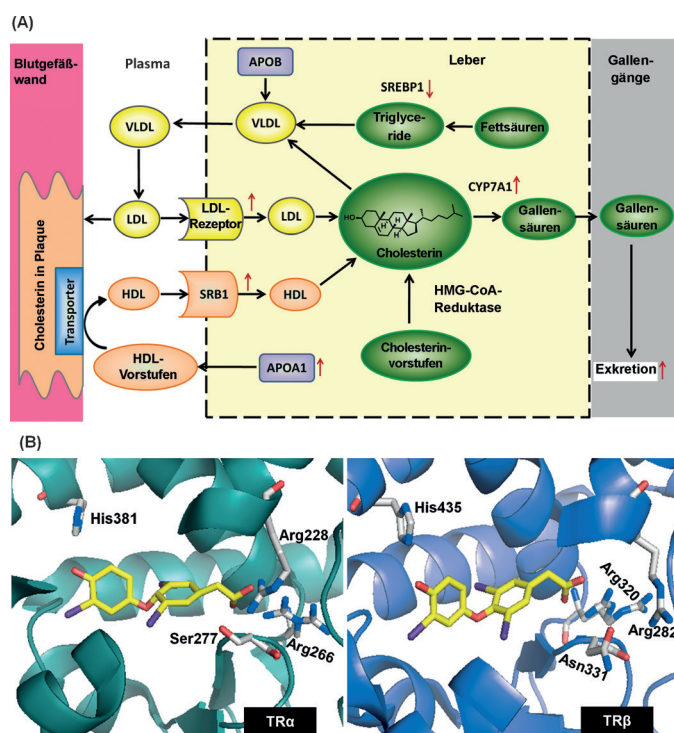 (A)
Blutgefäß-
wand
Plasma
Leber
Gallen-
gänge
APOB
SREBP1
VLDL
VLDL
Triglyce-
ride
Fettsäuren
CYP7A1
LDL
LDL-
Rezeptor
LDL
HO
H
H
H
H
Cholesterin
Gallen-
säuren
Gallen-
säuren
Cholesterin in Plaque
Transporter
HDL
SRB1
HDL
HMG-CoA-
Reduktase
HDL-
Vorstufen
APOA1
Cholesterin-
vorstufen
Exkretion
(B)
His381
Arg228
Ser277
Arg266
TRα
His435
Arg320
Arg282
Asn331
TRβ